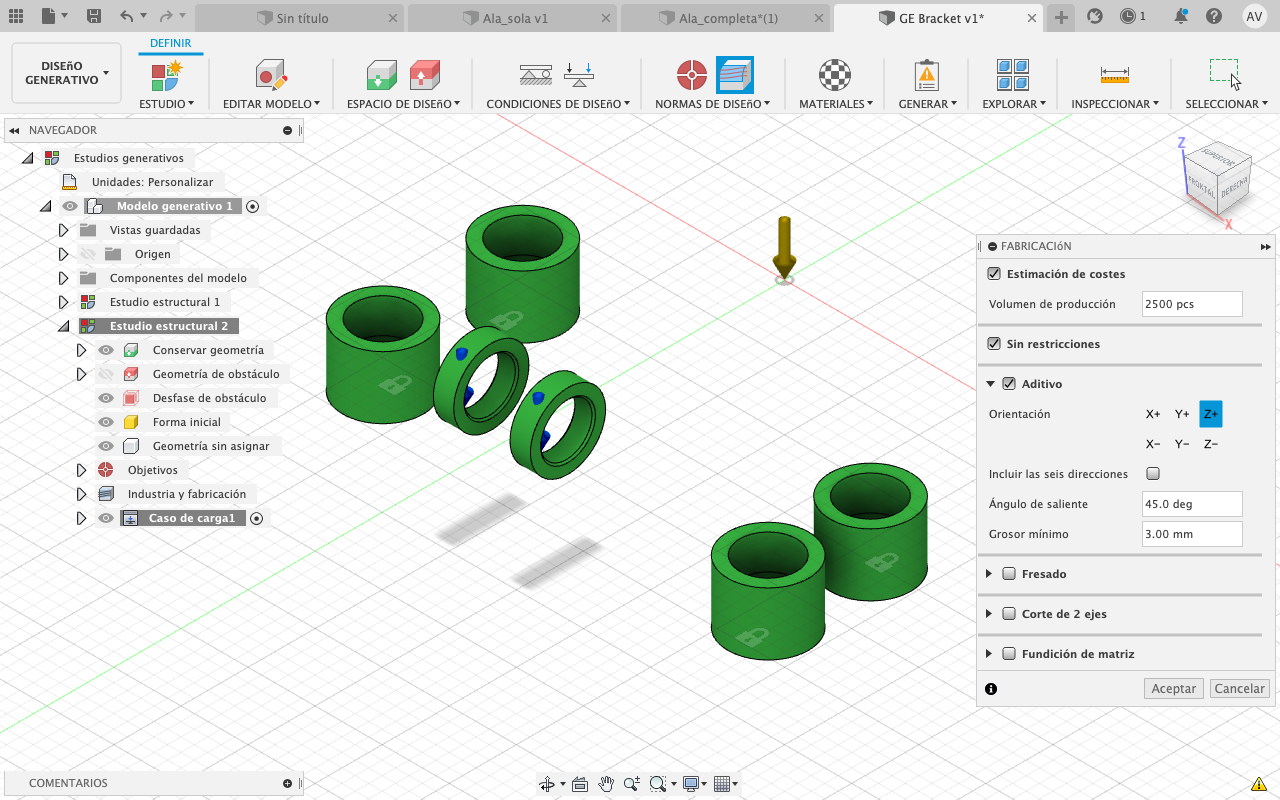 Sin título
Ala_sola v1
Ala_completa*(1)
GE Bracket v1*
1
AV
DISEñO
GENERATIVO
DEFINIR
ESTUDIO
EDITAR MODELO
ESPACIO DE DISEñO
CONDICIONES DE DISEñO
NORMAS DE DISEñO
MATERIALES
GENERAR
EXPLORAR
INSPECCIONAR
SELECCIONAR
NAVEGADOR
Estudios generativos
Unidades: Personalizar
Modelo generativo 1
Vistas guardadas
Origen
Componentes del modelo
Estudio estructural 1
Estudio estructural 2
Conservar geometría
Geometría de obstáculo
Desfase de obstáculo
Forma inicial
Geometría sin asignar
Objetivos
Industria y fabricación
Caso de carga1
Z
SUPERIOR
FRONTAL
DERECHA
X
FABRICACIóN
Estimación de costes
Volumen de producción 2500 pcs
Sin restricciones
Aditivo
Orientación X+ Y+ Z+
X− Y− Z−
Incluir las seis direcciones
Ángulo de saliente 45.0 deg
Grosor mínimo 3.00 mm
Fresado
Corte de 2 ejes
Fundición de matriz
Aceptar Cancelar
COMENTARIOS